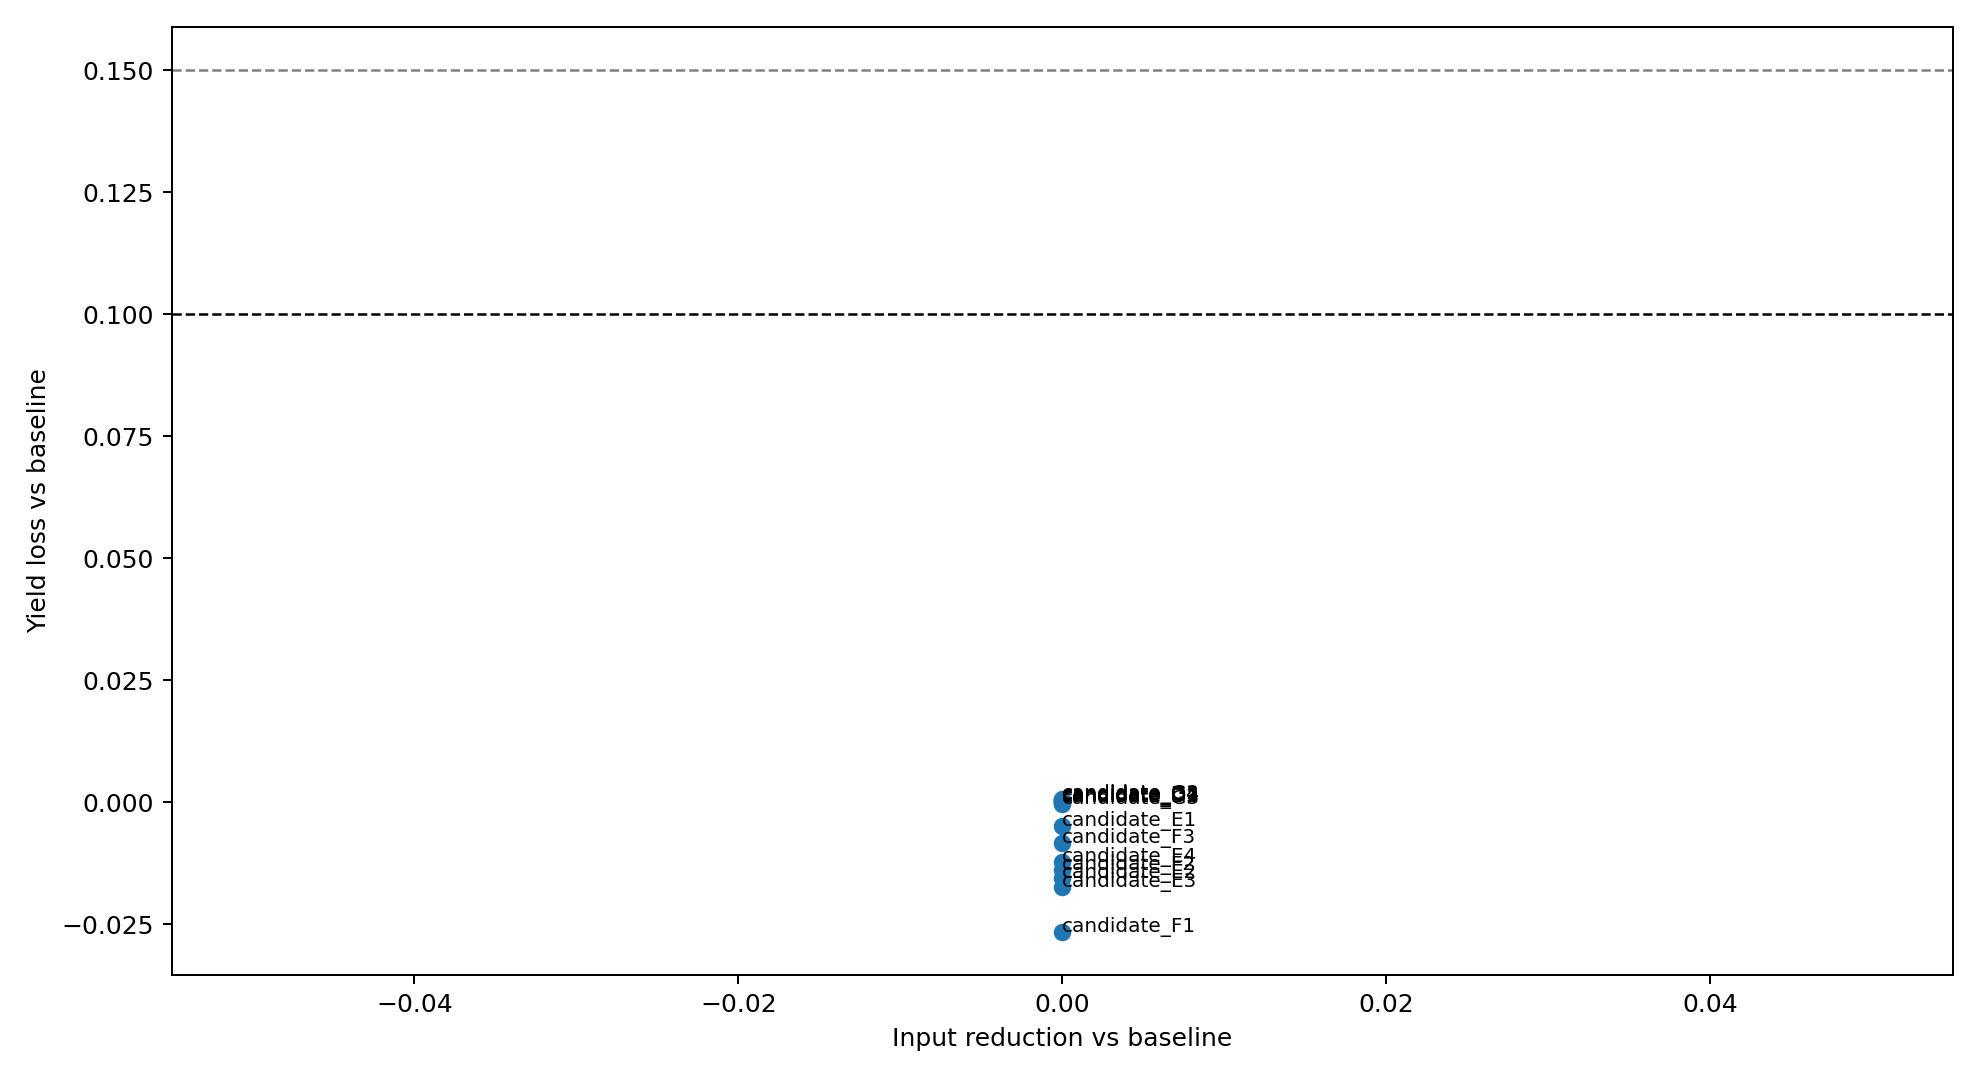 0.150
0.125
0.100
0.075
0.050
0.025
0.000
−0.025
Yield loss vs baseline
candidate_E1
candidate_F3
candidate_E4
candidate_E3
candidate_F1
−0.04
−0.02
0.00
0.02
0.04
Input reduction vs baseline